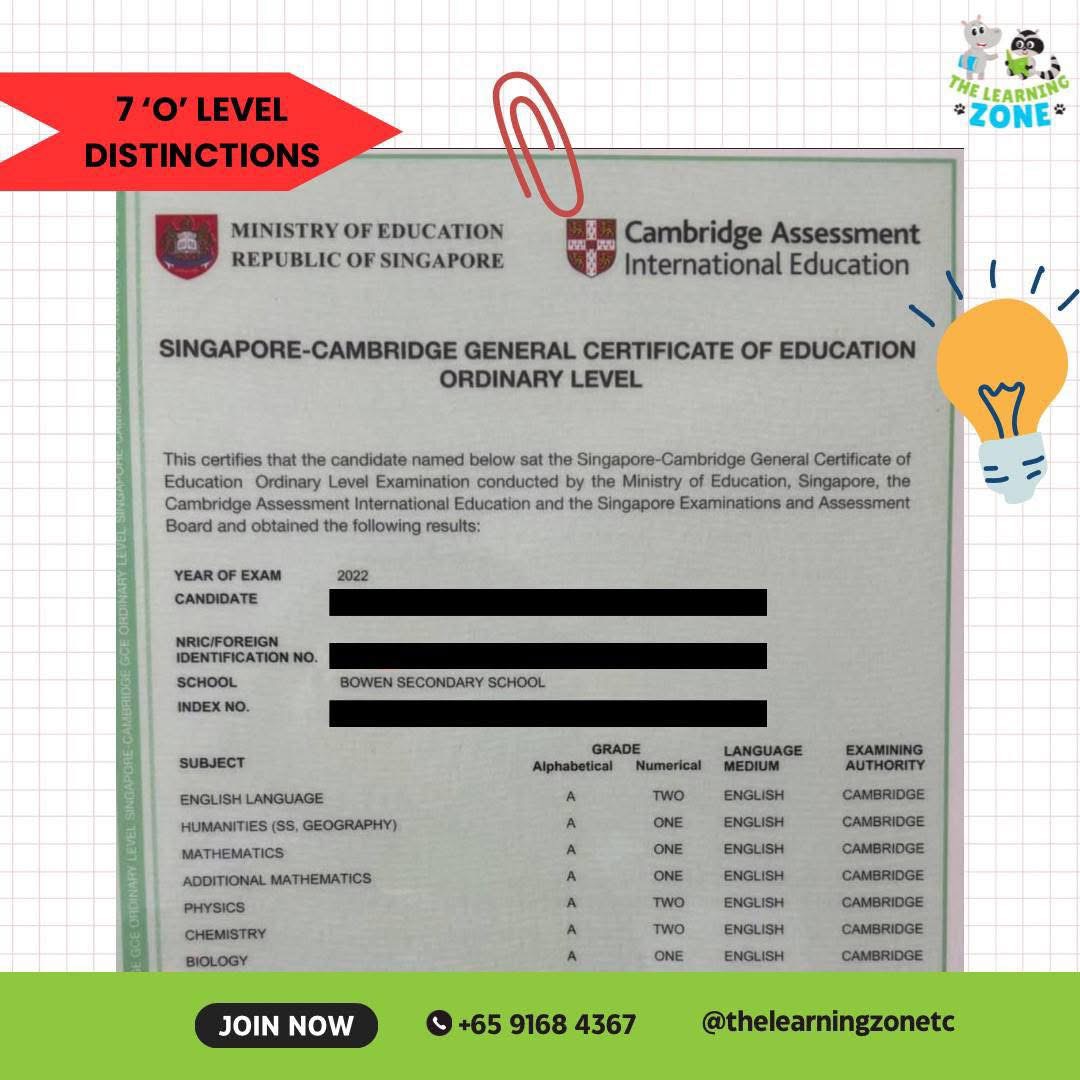 7 ‘O’ LEVEL
DISTINCTIONS
THE LEARNING
ZONE
MINISTRY OF EDUCATION
REPUBLIC OF SINGAPORE
Cambridge Assessment
International Education
SINGAPORE-CAMBRIDGE GENERAL CERTIFICATE OF EDUCATION
ORDINARY LEVEL
This certifies that the candidate named below sat the Singapore-Cambridge General Certificate of
Education Ordinary Level Examination conducted by the Ministry of Education, Singapore, the
Cambridge Assessment International Education and the Singapore Examinations and Assessment
Board and obtained the following results:
YEAR OF EXAM 2022
CANDIDATE
NRIC/FOREIGN
IDENTIFICATION NO.
SCHOOL BOWEN SECONDARY SCHOOL
INDEX NO.
SUBJECT GRADE LANGUAGE EXAMINING
Alphabetical Numerical MEDIUM AUTHORITY
ENGLISH LANGUAGE A TWO ENGLISH CAMBRIDGE
HUMANITIES (SS, GEOGRAPHY) A ONE ENGLISH CAMBRIDGE
MATHEMATICS A ONE ENGLISH CAMBRIDGE
ADDITIONAL MATHEMATICS A ONE ENGLISH CAMBRIDGE
PHYSICS A TWO ENGLISH CAMBRIDGE
CHEMISTRY A TWO ENGLISH CAMBRIDGE
BIOLOGY A ONE ENGLISH CAMBRIDGE
JOIN NOW
+65 9168 4367
@thelearningzonetc